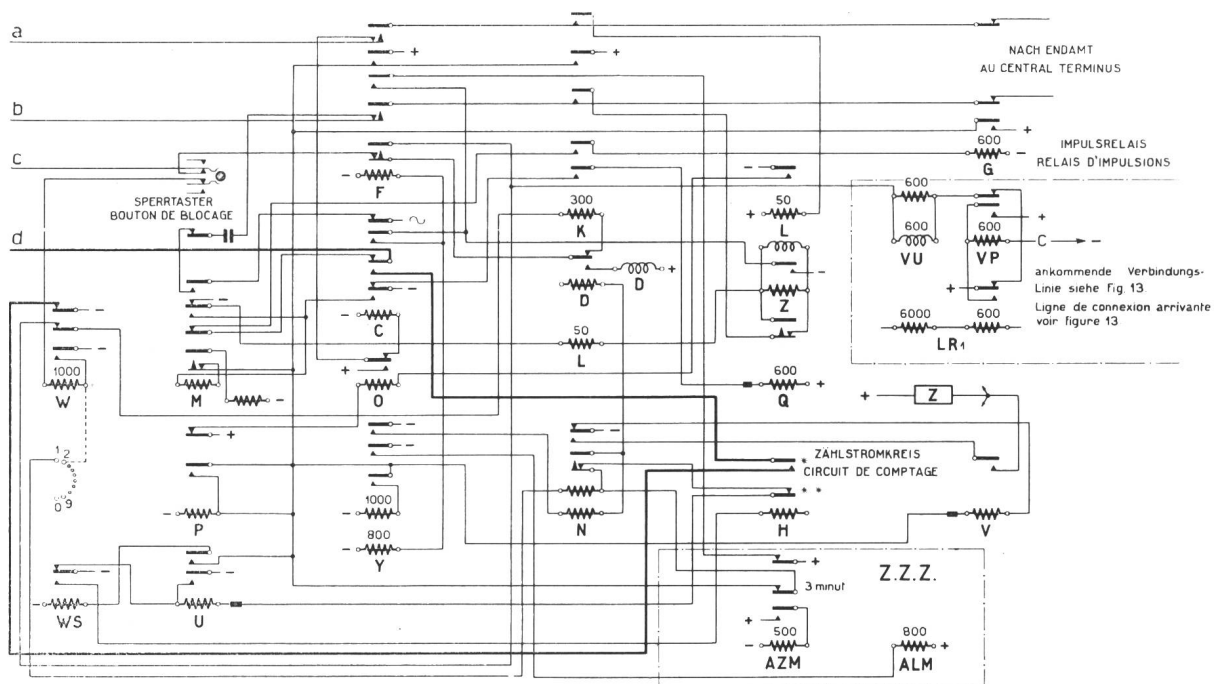 a
+
+
NACH ENDAMT
AU CENTRAL TERMINUS
b
+
c
600
-
IMPULSRELAIS
RELAIS D'IMPULSIONS
G
-
F
-
SPERRTASTER
BOUTON DE BLOCAGE
300
K
+
50
L
600
VU
+
600
VP
C
-
d
D
+
D
-
Z
ankommende Verbindungs-
Linie siehe Fig. 13.
Ligne de connexion arrivante
voir figure 13
+
-
-
-
-
C
50
L
6000
600
LR1
-
1000
W
M
-
+
O
600
+
Q
+
Z
+
-
-
-
ZÄHLSTROMKREIS
CIRCUIT DE COMPTAGE
*
* *
1
2
0
9
-
P
-
1000
N
H
V
-
800
Y
-
-
+
Z.Z.Z.
3 minut
-
WS
U
+
-
500
AZM
800
+
ALM